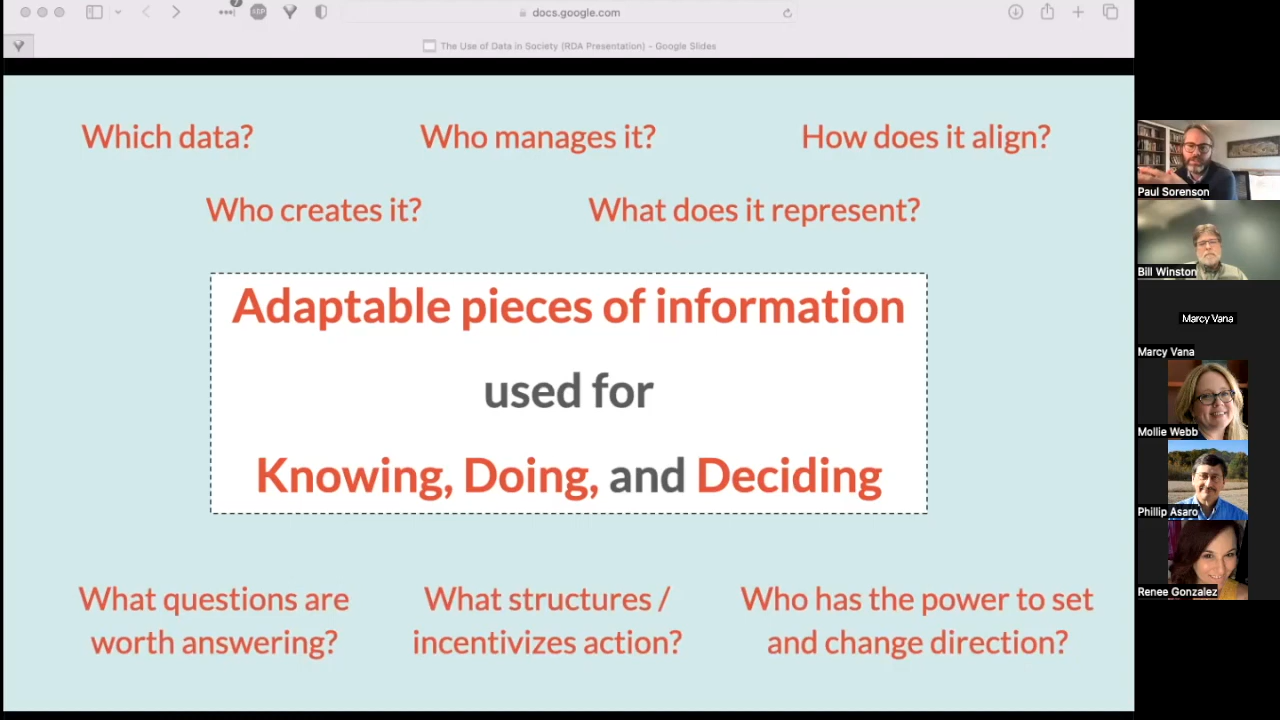 7
STOP
docs.google.com
The Use of Data in Society (RDA Presentation) - Google Slides
Which data?
Who manages it?
How does it align?
Who creates it?
What does it represent?
Adaptable pieces of information
used for
Knowing, Doing, and Deciding
What questions are
worth answering?
What structures /
incentivizes action?
Who has the power to set
and change direction?
Paul Sorenson
Bill Winston
Marcy Vana
Marcy Vana
Mollie Webb
Phillip Asaro
Renee Gonzalez